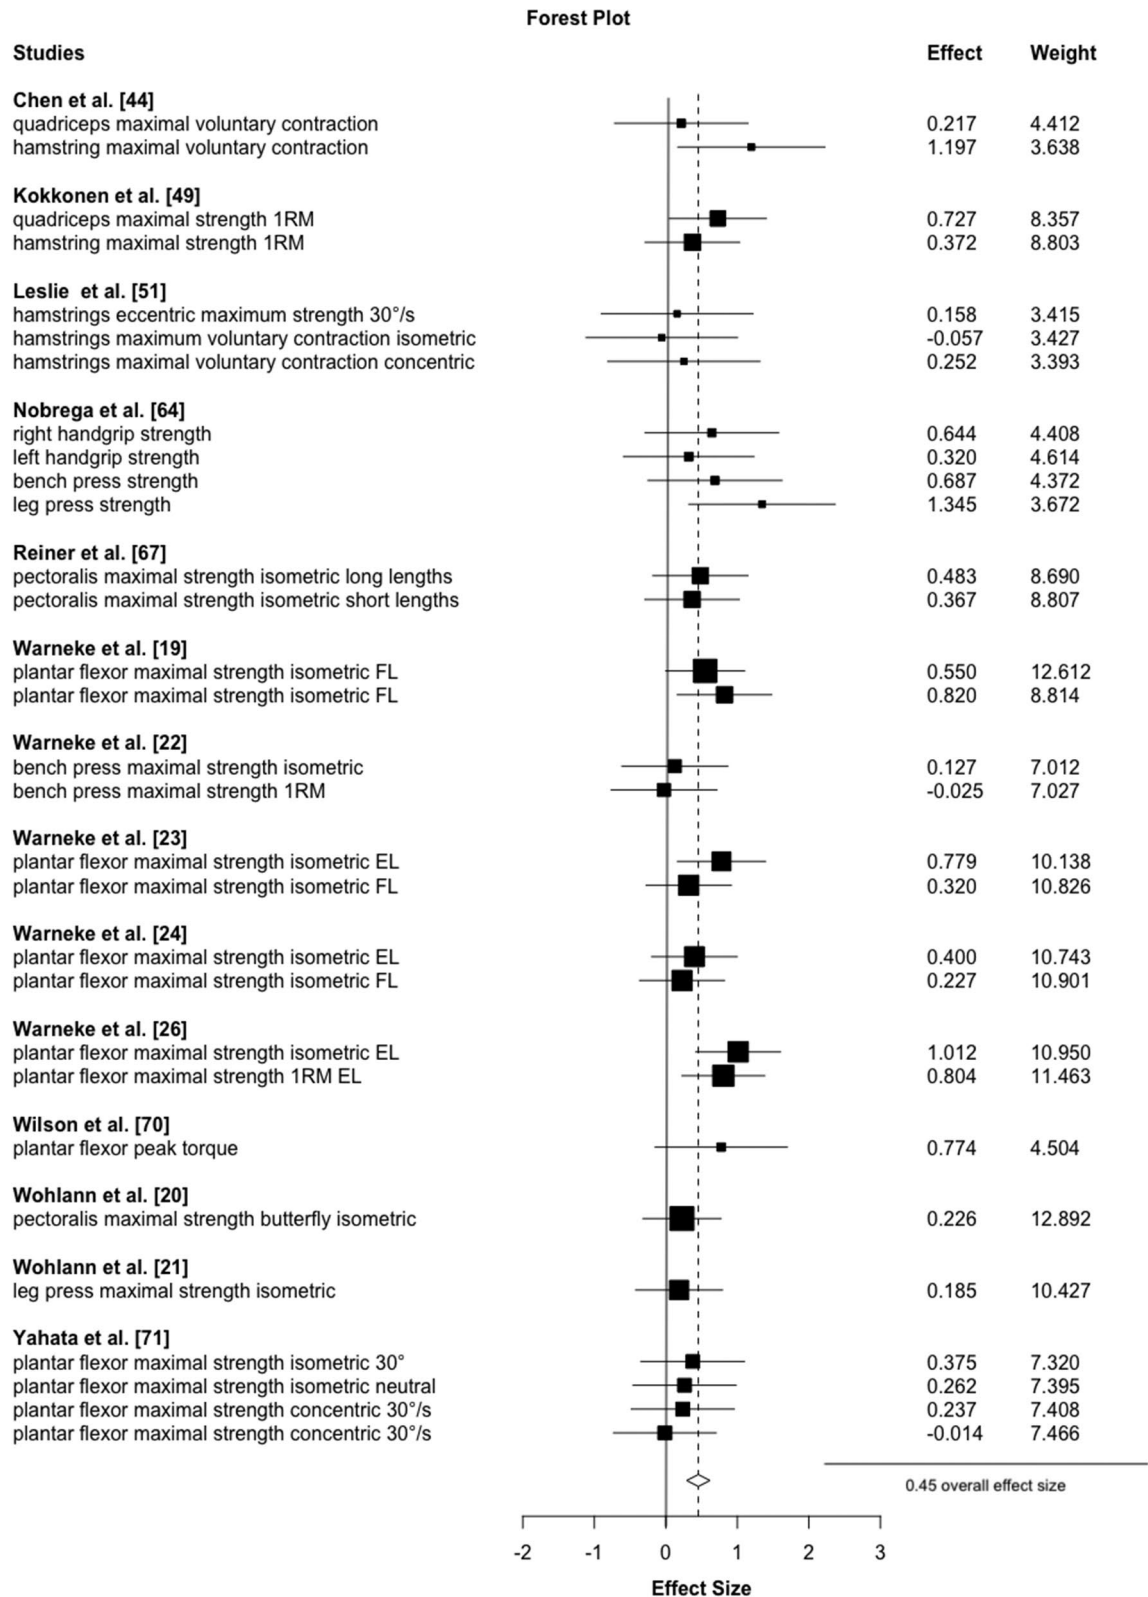 Forest Plot
Studies Effect Weight
Chen et al. [44]
quadriceps maximal voluntary contraction 0.217 4.412
hamstring maximal voluntary contraction 1.197 3.638
Kokkonen et al. [49]
quadriceps maximal strength 1RM 0.727 8.357
hamstring maximal strength 1RM 0.372 8.803
Leslie et al. [51]
hamstrings eccentric maximum strength 30°/s 0.158 3.415
hamstrings maximum voluntary contraction isometric -0.057 3.427
hamstrings maximal voluntary contraction concentric 0.252 3.393
Nobrega et al. [64]
right handgrip strength 0.644 4.408
left handgrip strength 0.320 4.614
bench press strength 0.687 4.372
leg press strength 1.345 3.672
Reiner et al. [67]
pectoralis maximal strength isometric long lengths 0.483 8.690
pectoralis maximal strength isometric short lengths 0.367 8.807
Warneke et al. [19]
plantar flexor maximal strength isometric FL 0.550 12.612
plantar flexor maximal strength isometric FL 0.820 8.814
Warneke et al. [22]
bench press maximal strength isometric 0.127 7.012
bench press maximal strength 1RM -0.025 7.027
Warneke et al. [23]
plantar flexor maximal strength isometric EL 0.779 10.138
plantar flexor maximal strength isometric FL 0.320 10.826
Warneke et al. [24]
plantar flexor maximal strength isometric EL 0.400 10.743
plantar flexor maximal strength isometric FL 0.227 10.901
Warneke et al. [26]
plantar flexor maximal strength isometric EL 1.012 10.950
plantar flexor maximal strength 1RM EL 0.804 11.463
Wilson et al. [70]
plantar flexor peak torque 0.774 4.504
Wohlann et al. [20]
pectoralis maximal strength butterfly isometric 0.226 12.892
Wohlann et al. [21]
leg press maximal strength isometric 0.185 10.427
Yahata et al. [71]
plantar flexor maximal strength isometric 30° 0.375 7.320
plantar flexor maximal strength isometric neutral 0.262 7.395
plantar flexor maximal strength concentric 30°/s 0.237 7.408
plantar flexor maximal strength concentric 30°/s -0.014 7.466
0.45 overall effect size
-2 -1 0 1 2 3
Effect Size